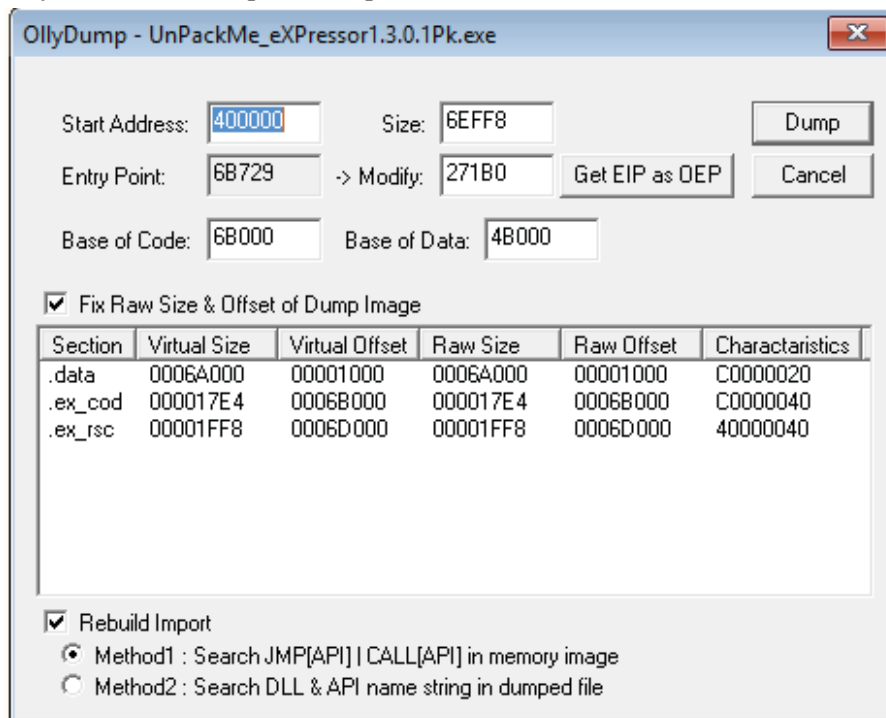 OllyDump - UnPackMe_eXPressor1.3.0.1Pk.exe
Start Address: 400000 Size: 6EFF8 Dump
Entry Point: 6B729 -> Modify: 271B0 Get EIP as OEP Cancel
Base of Code: 6B000 Base of Data: 4B000
Fix Raw Size & Offset of Dump Image
Section Virtual Size Virtual Offset Raw Size Raw Offset Charactaristics
.data 0006A000 00001000 0006A000 00001000 C0000020
.ex_cod 000017E4 0006B000 000017E4 0006B000 C0000040
.ex_rsc 00001FF8 0006D000 00001FF8 0006D000 40000040
Rebuild Import
Method1 : Search JMP[API] | CALL[API] in memory image
Method2 : Search DLL & API name string in dumped file